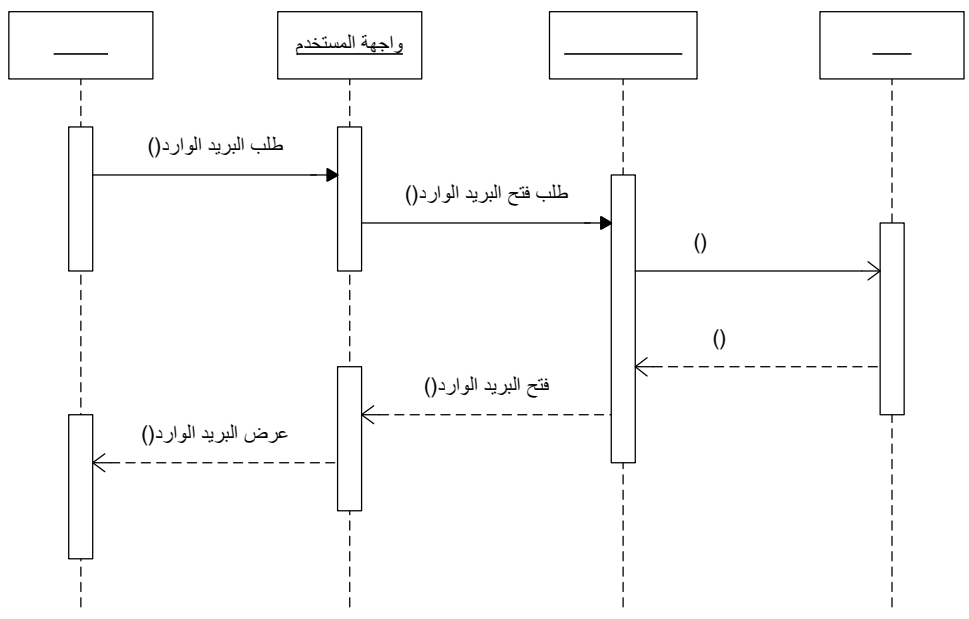 واجهة المستخدم
طلب البريد الوارد()
طلب فتح البريد الوارد()
()
()
فتح البريد الوارد()
عرض البريد الوارد()